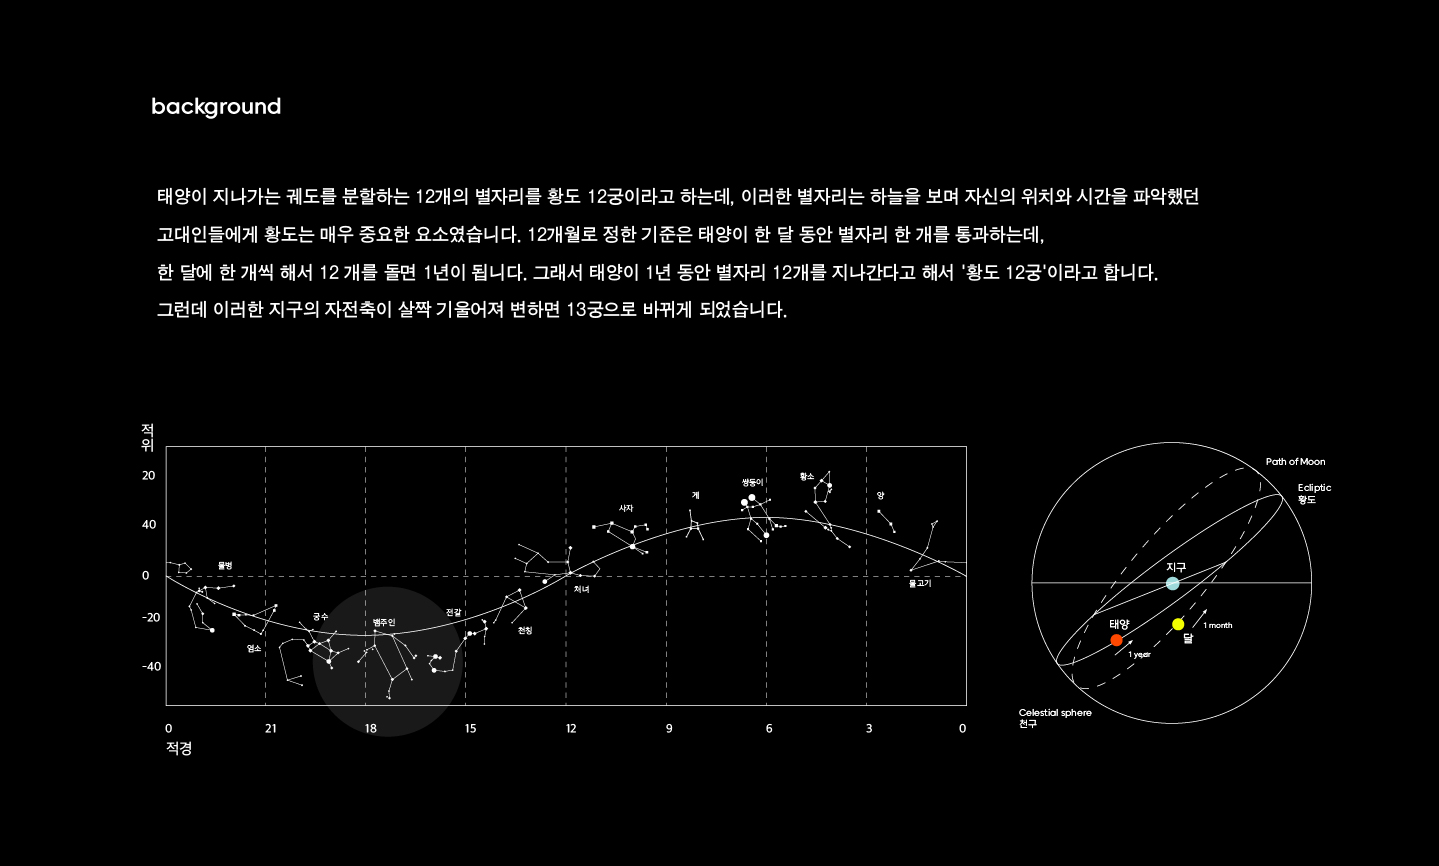 background
태양이 지나가는 궤도를 분할하는 12개의 별자리를 황도 12궁이라고 하는데, 이러한 별자리는 하늘을 보며 자신의 위치와 시간을 파악했던
고대인들에게 황도는 매우 중요한 요소였습니다. 12개월로 정한 기준은 태양이 한 달 동안 별자리 한 개를 통과하는데,
한 달에 한 개씩 해서 12 개를 돌면 1년이 됩니다. 그래서 태양이 1년 동안 별자리 12개를 지나간다고 해서 '황도 12궁'이라고 합니다.
그런데 이러한 지구의 자전축이 살짝 기울어져 변하면 13궁으로 바뀌게 되었습니다.
적
위
20
40
0
-20
-40
물병
염소
궁수
뱀주인
전갈
천칭
처녀
사자
게
쌍둥이
황소
양
물고기
0
21
18
15
12
9
6
3
0
적경
Path of Moon
Ecliptic
황도
지구
태양
달
1 month
1 year
Celestial sphere
천구